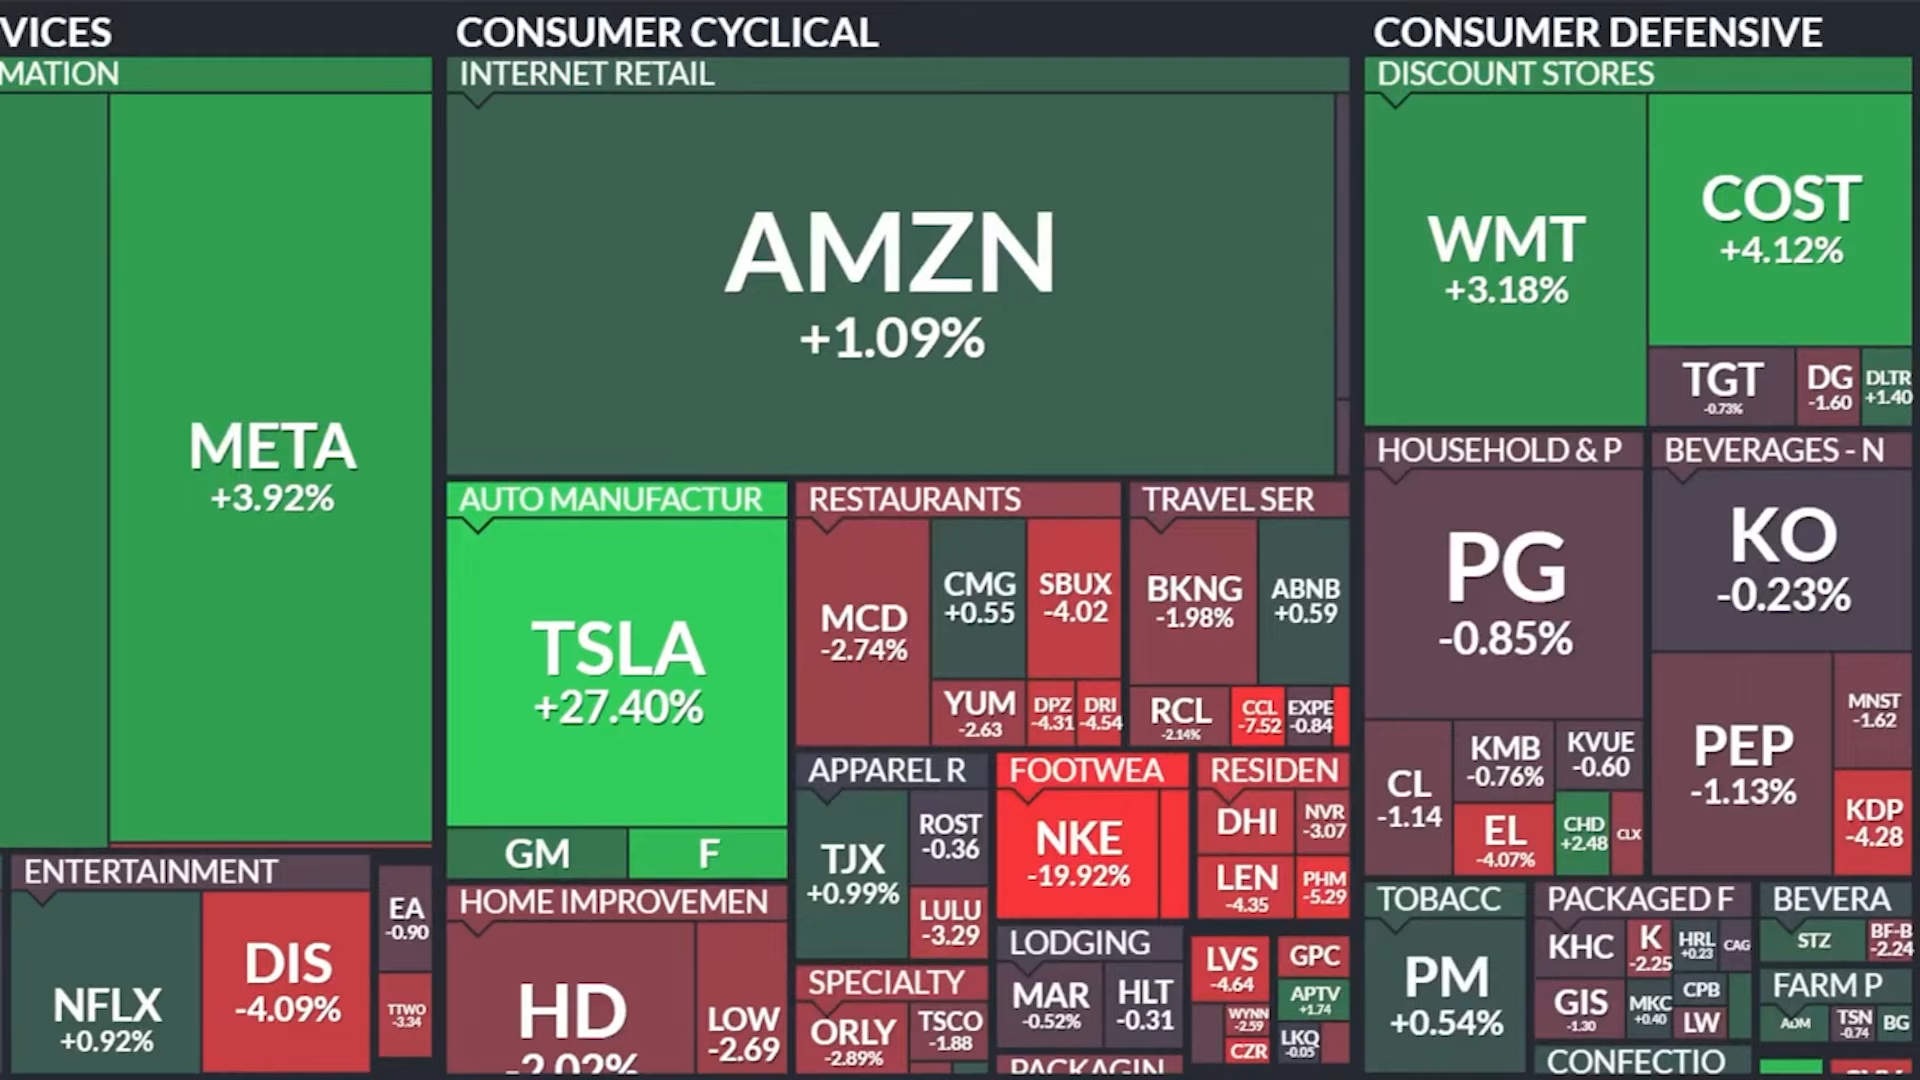 VICES
MATION
META
+3.92%
ENTERTAINMENT
NFLX
+0.92%
DIS
-4.09%
EA
-0.90
TTWO
-3.34
CONSUMER CYCLICAL
INTERNET RETAIL
AMZN
+1.09%
AUTO MANUFACTUR
TSLA
+27.40%
GM
F
HOME IMPROVEMEN
HD
-2.02%
LOW
-2.69
RESTAURANTS
MCD
-2.74%
CMG
+0.55
SBUX
-4.02
YUM
-2.63
DPZ
-4.31
DRI
-4.54
TRAVEL SER
BKNG
-1.98%
ABNB
+0.59
RCL
-2.14%
CCL
-7.52
EXPE
-0.84
APPAREL R
TJX
+0.99%
ROST
-0.36
LULU
-3.29
FOOTWEA
NKE
-19.92%
RESIDEN
DHI
NVR
-3.07
LEN
-4.35
PHM
-5.29
SPECIALTY
ORLY
-2.89%
TSCO
-1.88
LODGING
MAR
-0.52%
HLT
-0.31
PACKAGIN
LVS
-4.64
GPC
APTV
+1.74
WYNN
-2.59
CZR
LKQ
-0.05
CONSUMER DEFENSIVE
DISCOUNT STORES
WMT
+3.18%
COST
+4.12%
TGT
-0.73%
DG
-1.60
DLTR
+1.40
HOUSEHOLD & P
PG
-0.85%
CL
-1.14
KMB
-0.76%
KVUE
-0.60
EL
-4.07%
CHD
+2.48
CLX
BEVERAGES - N
KO
-0.23%
PEP
-1.13%
MNST
-1.62
KDP
-4.28
TOBACC
PM
+0.54%
PACKAGED F
KHC
K
-2.25
HRL
+0.23
CAG
GIS
-1.30
MKC
+0.40
CPB
LW
CONFECTIO
BEVERA
STZ
BF-B
-2.24
FARM P
ADM
TSN
-0.74
BG